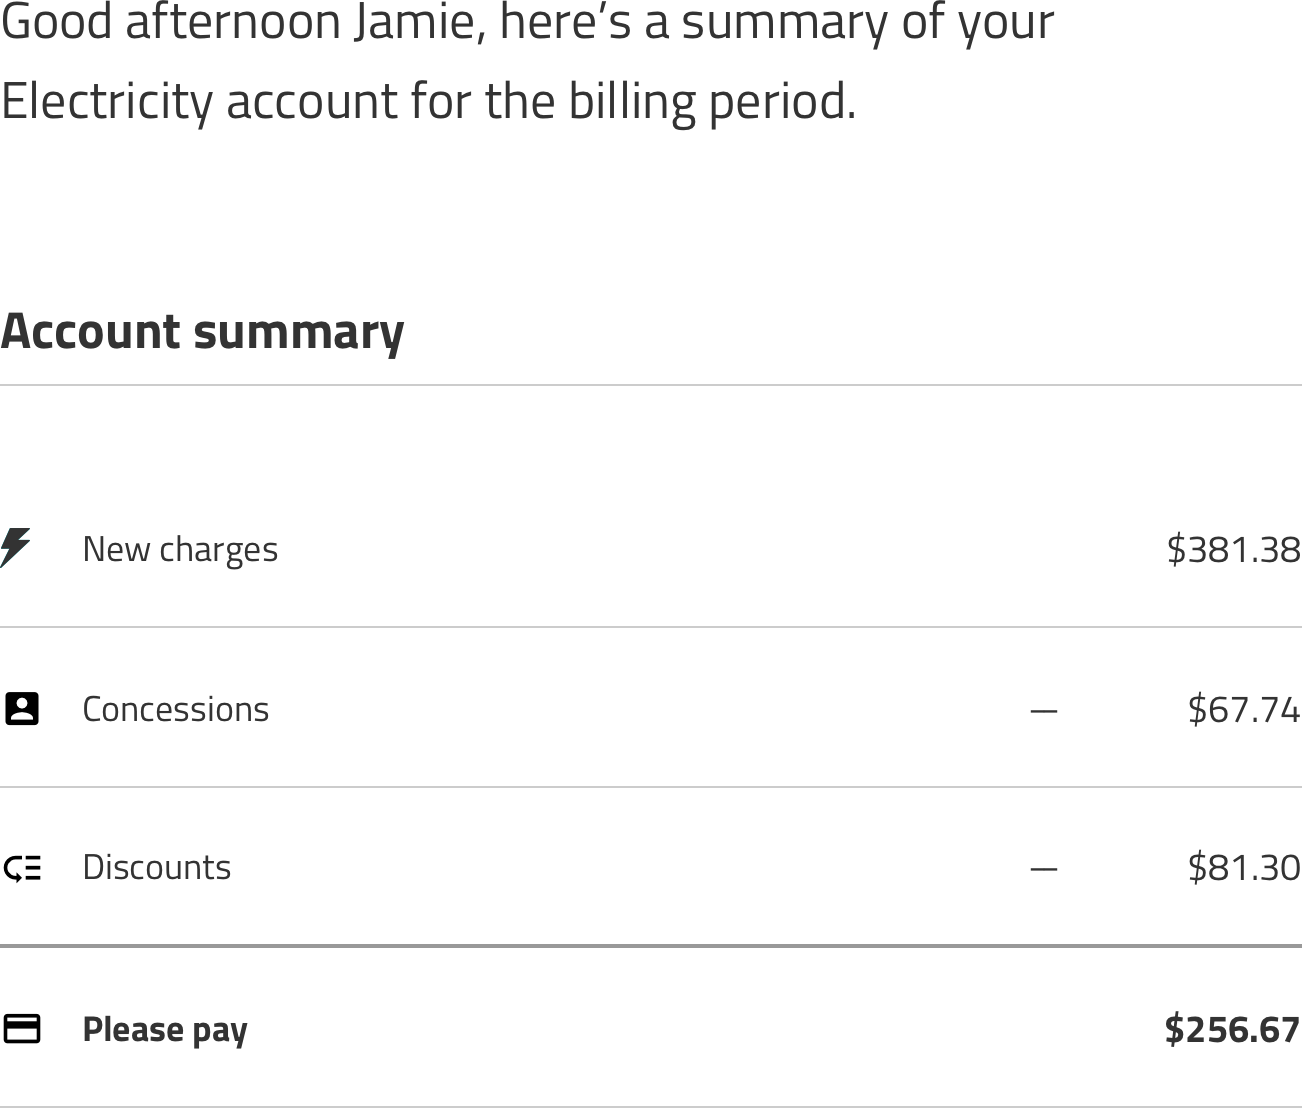 Good afternoon Jamie, here’s a summary of your
Electricity account for the billing period.
Account summary
New charges $381.38
Concessions — $67.74
Discounts — $81.30
Please pay $256.67